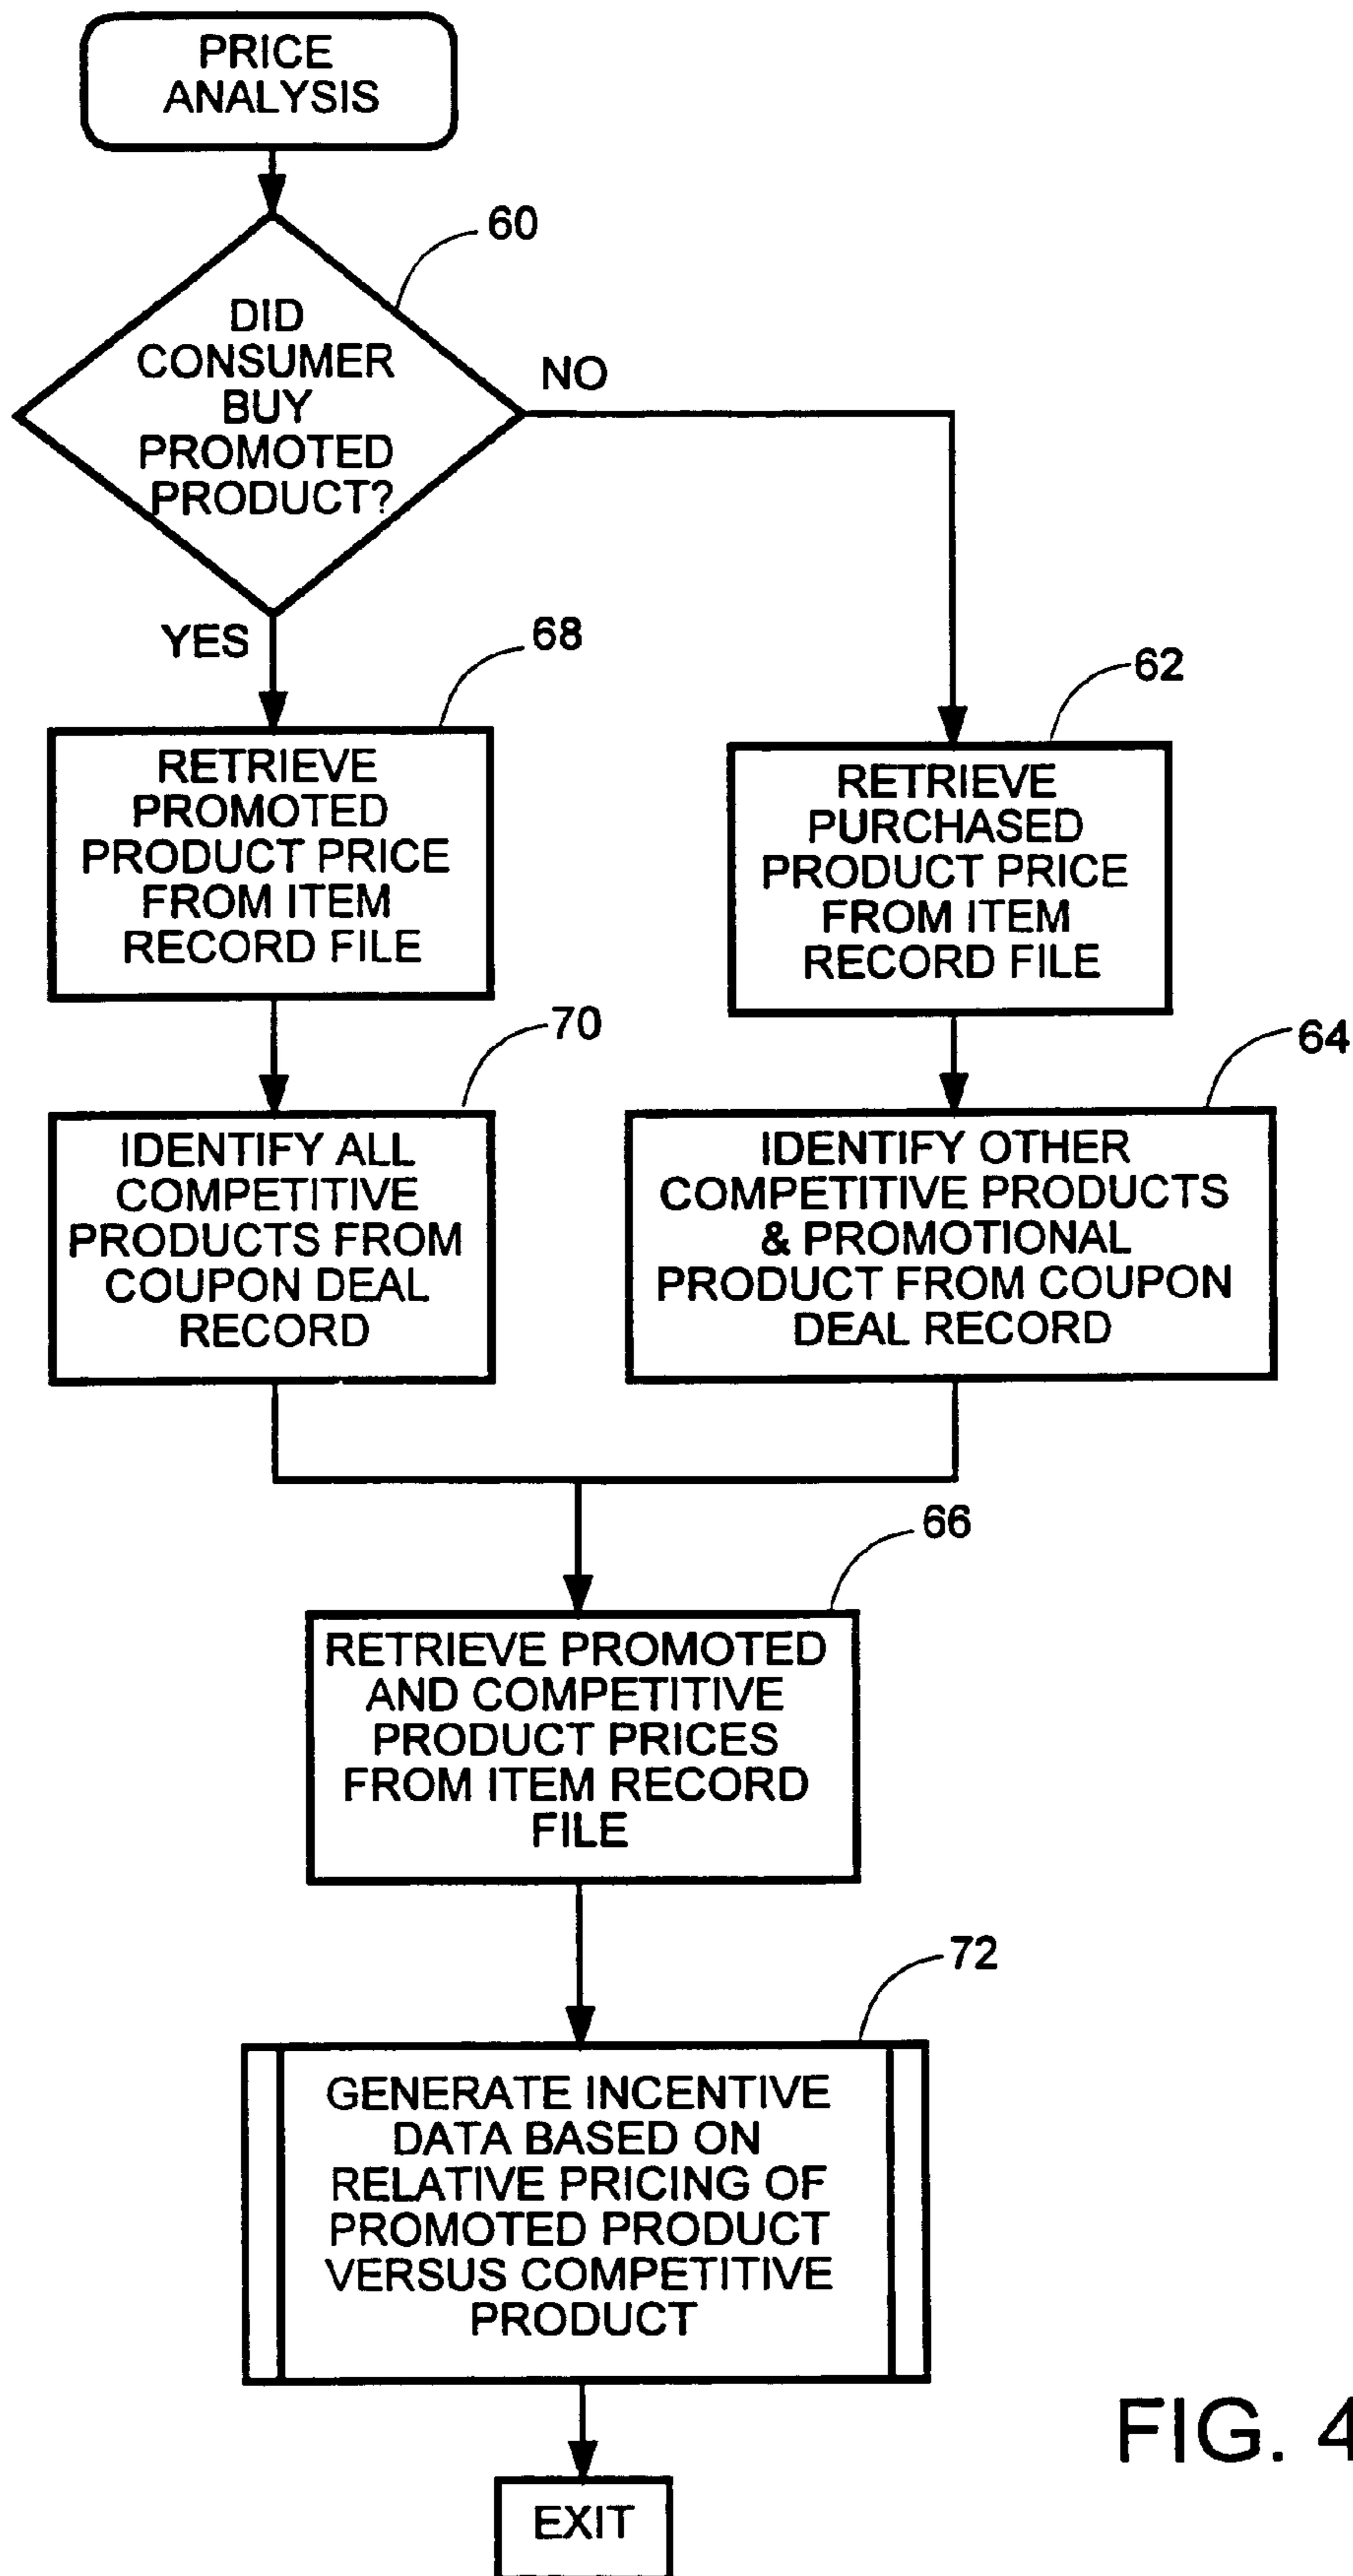 PRICE
ANALYSIS
60
DID
CONSUMER
BUY
PROMOTED
PRODUCT?
NO
YES
68
RETRIEVE
PROMOTED
PRODUCT PRICE
FROM ITEM
RECORD FILE
62
RETRIEVE
PURCHASED
PRODUCT PRICE
FROM ITEM
RECORD FILE
70
IDENTIFY ALL
COMPETITIVE
PRODUCTS FROM
COUPON DEAL
RECORD
64
IDENTIFY OTHER
COMPETITIVE PRODUCTS
& PROMOTIONAL
PRODUCT FROM COUPON
DEAL RECORD
66
RETRIEVE PROMOTED
AND COMPETITIVE
PRODUCT PRICES
FROM ITEM RECORD
FILE
72
GENERATE INCENTIVE
DATA BASED ON
RELATIVE PRICING OF
PROMOTED PRODUCT
VERSUS COMPETITIVE
PRODUCT
EXIT
FIG. 4